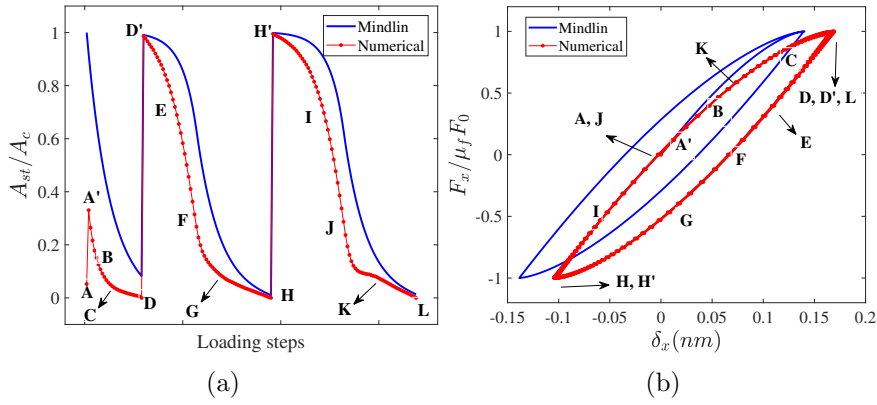 Mindlin
Numerical
A_{st}/A_c
1
0.8
0.6
0.4
0.2
0
A
A'
B
C
D
D'
E
F
G
H
H'
I
J
K
L
Loading steps
(a)
Mindlin
Numerical
F_x/μ_f F_0
1
0.5
0
-0.5
-1
-0.15
-0.1
-0.05
0
0.05
0.1
0.15
0.2
K
C
B
D, D', L
A, J
A'
E
F
I
G
H, H'
δ_x(nm)
(b)